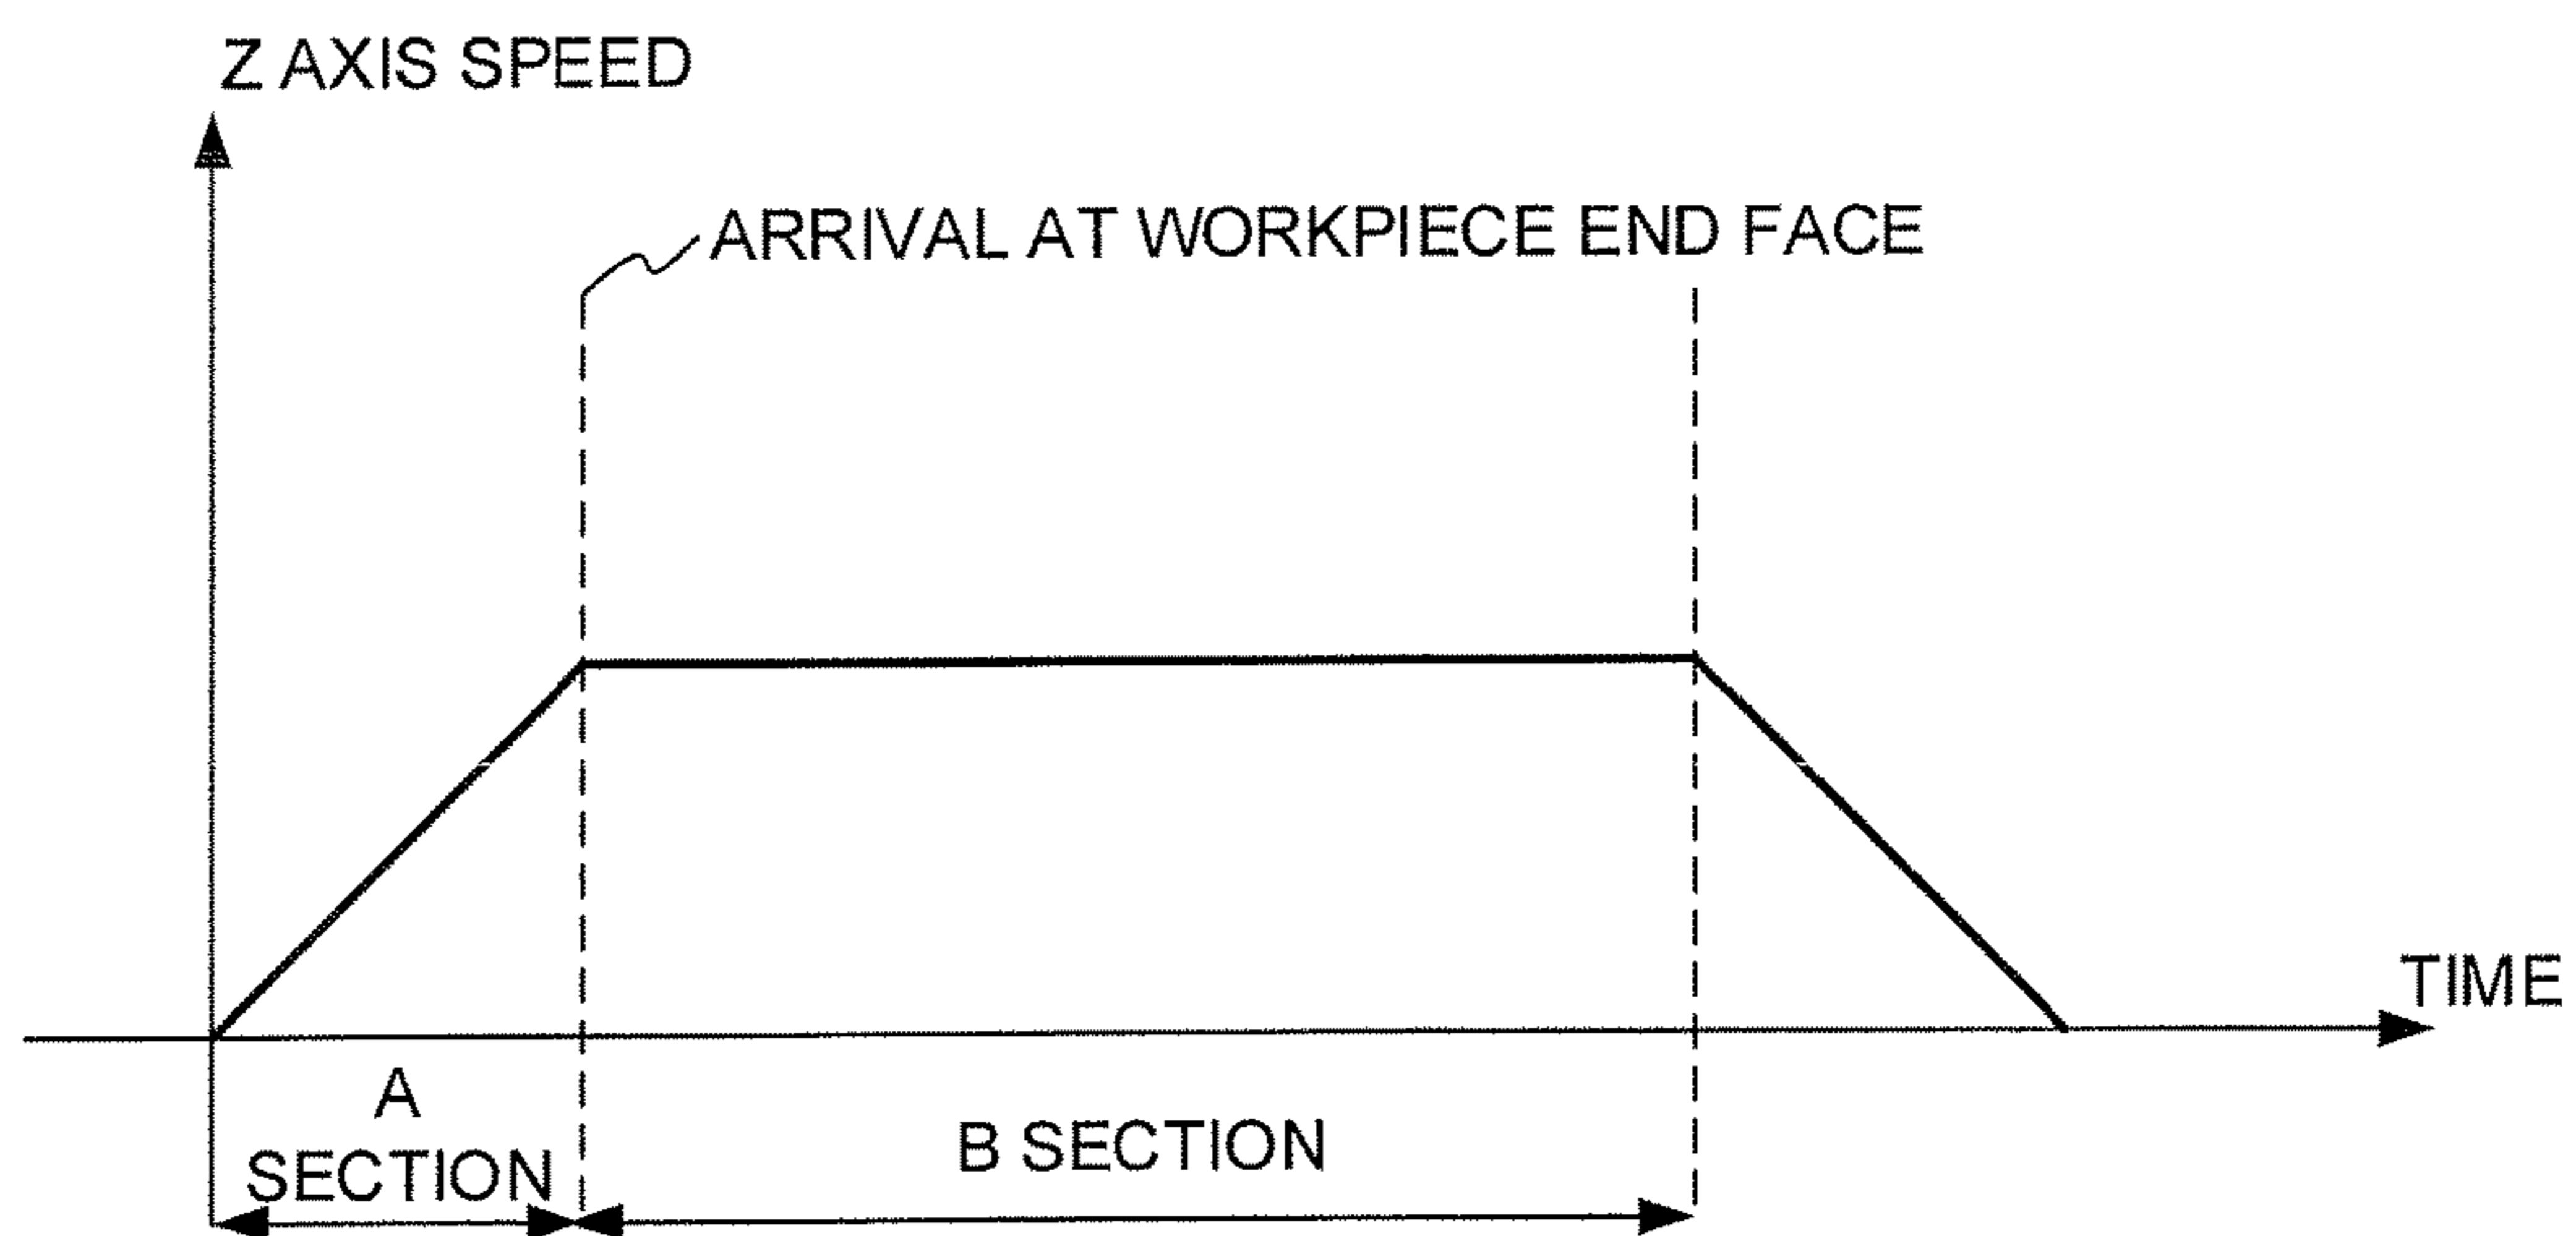 Z AXIS SPEED
ARRIVAL AT WORKPIECE END FACE
TIME
A
SECTION
B SECTION